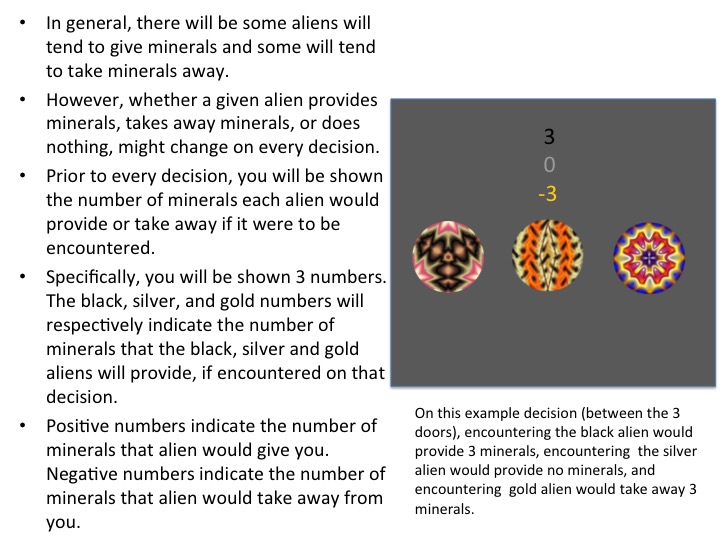 • In general, there will be some aliens will
tend to give minerals and some will tend
to take minerals away.
• However, whether a given alien provides
minerals, takes away minerals, or does
nothing, might change on every decision.
• Prior to every decision, you will be shown
the number of minerals each alien would
provide or take away if it were to be
encountered.
• Specifically, you will be shown 3 numbers.
The black, silver, and gold numbers will
respectively indicate the number of
minerals that the black, silver and gold
aliens will provide, if encountered on that
decision.
• Positive numbers indicate the number of
minerals that alien would give you.
Negative numbers indicate the number of
minerals that alien would take away from
you.
3
0
-3
On this example decision (between the 3
doors), encountering the black alien would
provide 3 minerals, encountering the silver
alien would provide no minerals, and
encountering gold alien would take away 3
minerals.